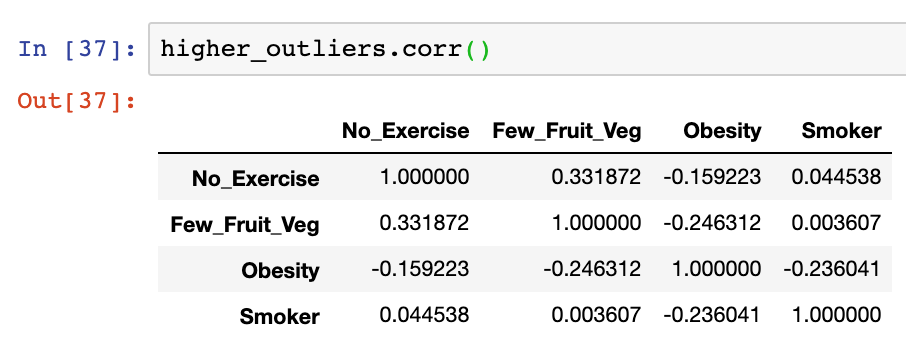 In [37]: higher_outliers.corr()
Out[37]:
No_Exercise Few_Fruit_Veg Obesity Smoker
No_Exercise 1.000000 0.331872 -0.159223 0.044538
Few_Fruit_Veg 0.331872 1.000000 -0.246312 0.003607
Obesity -0.159223 -0.246312 1.000000 -0.236041
Smoker 0.044538 0.003607 -0.236041 1.000000